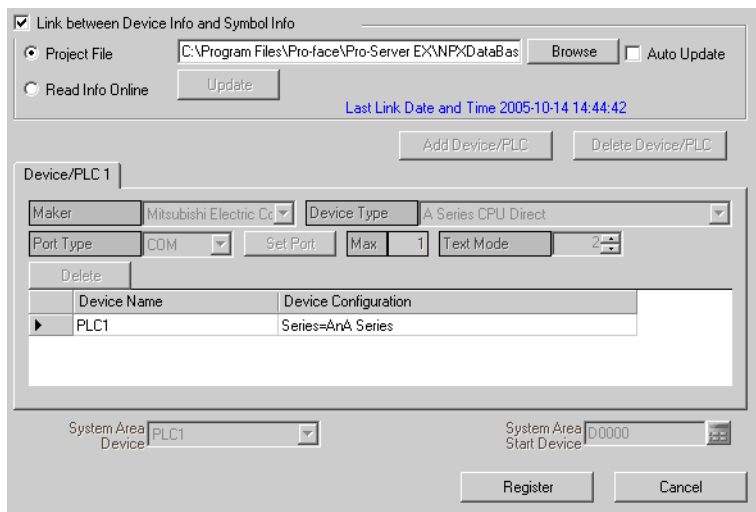 Link between Device Info and Symbol Info
Project File C:\Program Files\Pro-face\Pro-Server EX\NPXDataBas Browse Auto Update
Read Info Online Update
Last Link Date and Time 2005-10-14 14:44:42
Add Device/PLC Delete Device/PLC
Device/PLC 1
Maker Mitsubishi Electric Co Device Type A Series CPU Direct
Port Type COM Set Port Max 1 Text Mode 2
Delete
Device Name Device Configuration
PLC1 Series=AnA Series
System Area Device PLC1 System Area Start Device D0000
Register Cancel